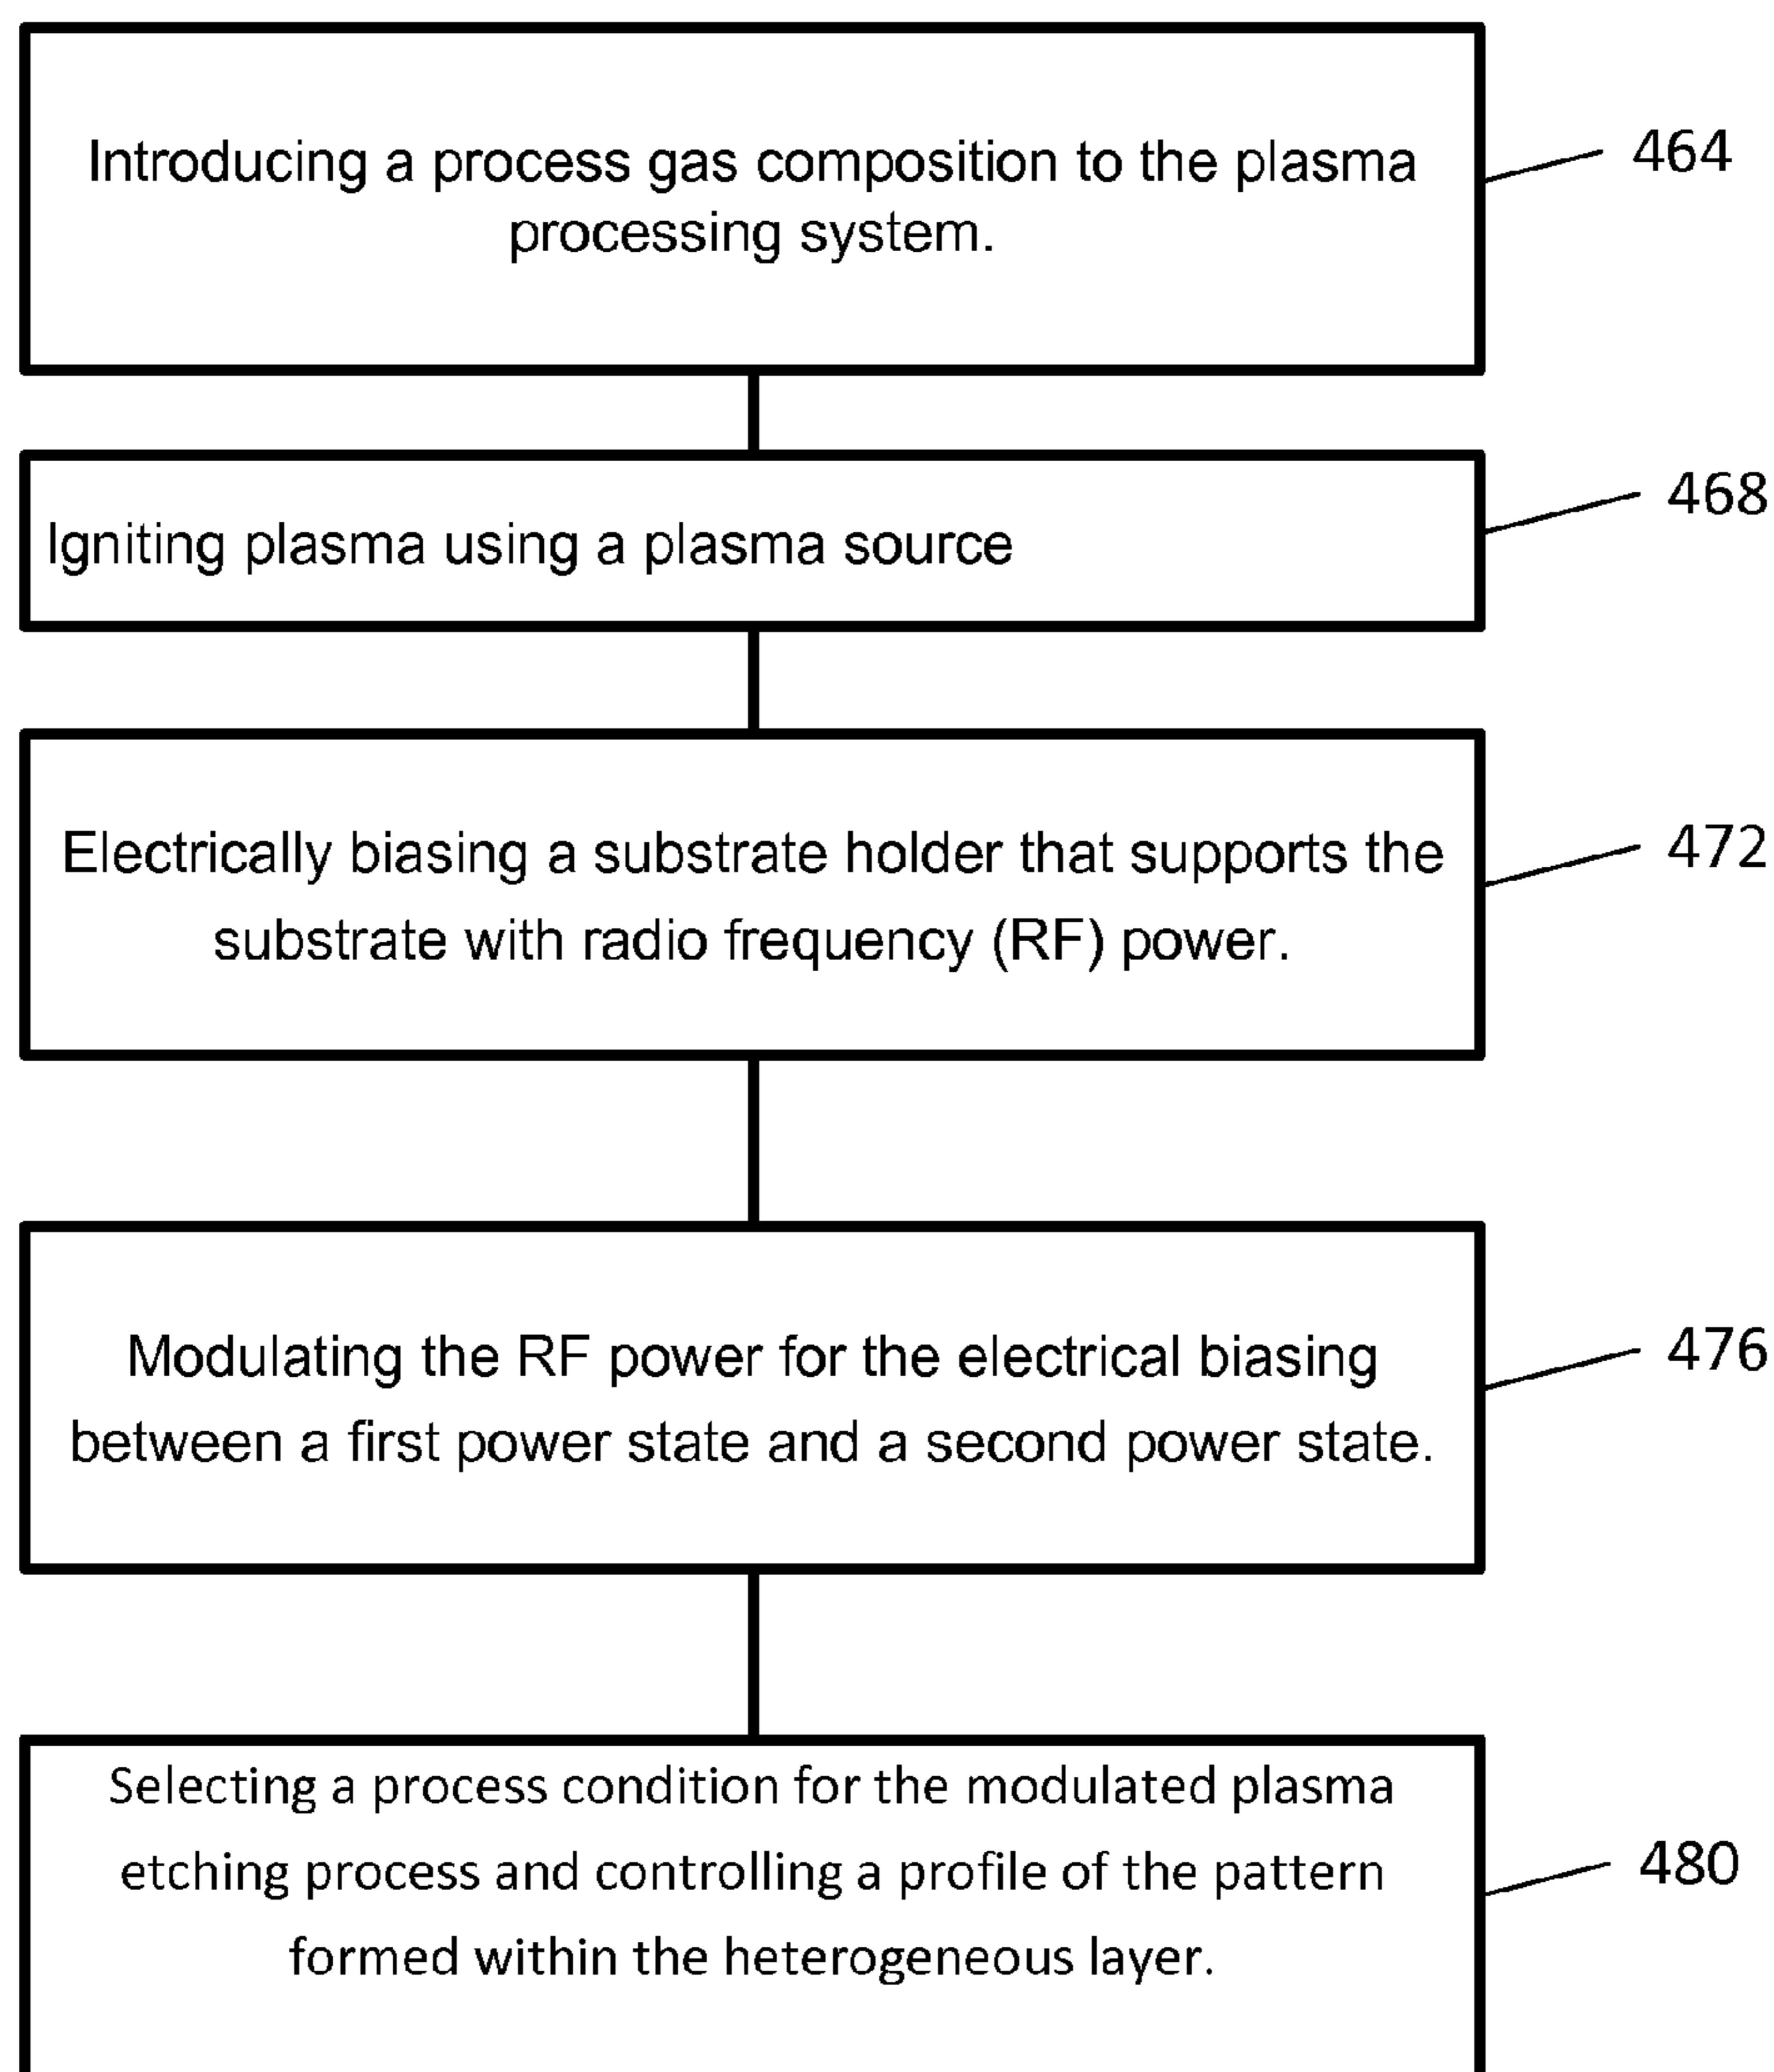 Introducing a process gas composition to the plasma
processing system.
464
Igniting plasma using a plasma source
468
Electrically biasing a substrate holder that supports the
substrate with radio frequency (RF) power.
472
Modulating the RF power for the electrical biasing
between a first power state and a second power state.
476
Selecting a process condition for the modulated plasma
etching process and controlling a profile of the pattern
formed within the heterogeneous layer.
480